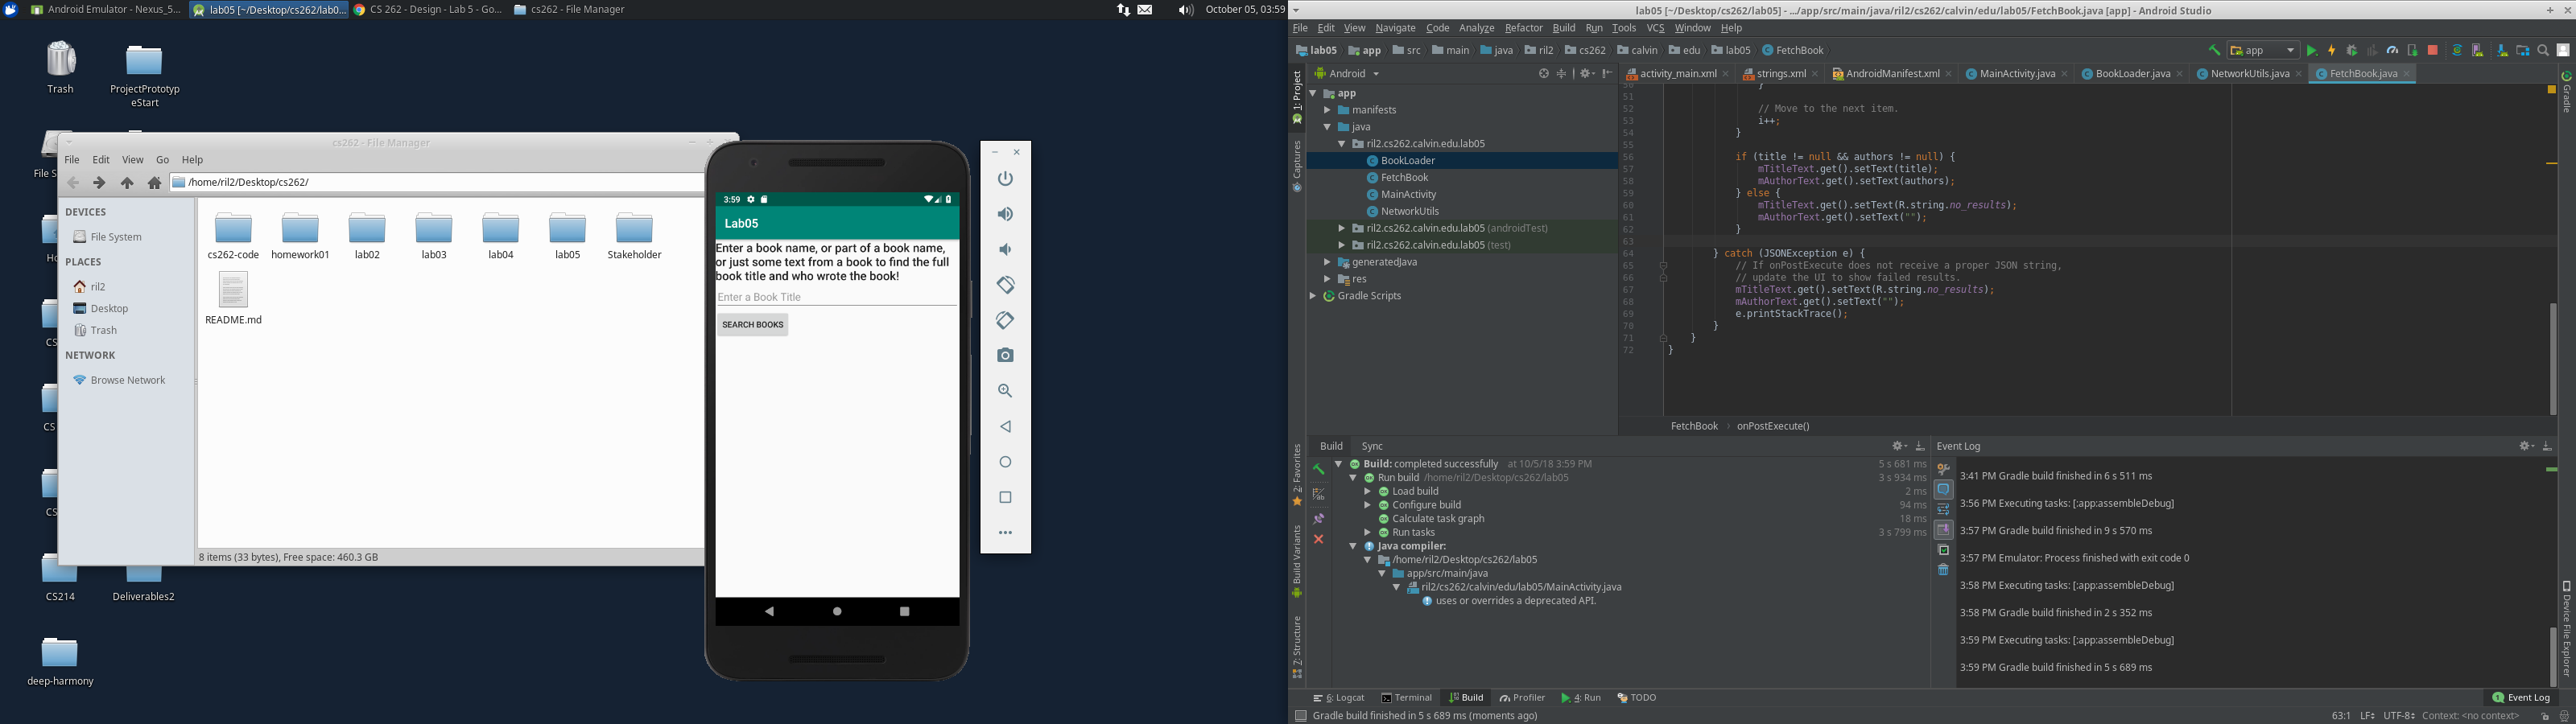 Android Emulator - Nexus_5...
lab05 [~/Desktop/cs262/lab0...
CS 262 - Design - Lab 5 - Go...
cs262 - File Manager
October 05, 03:59
Trash
ProjectPrototyp
eStart
File S
Ho
CS
CS
CS
CS
CS214
Deliverables2
deep-harmony
cs262 - File Manager
File Edit View Go Help
/home/ril2/Desktop/cs262/
DEVICES
File System
PLACES
ril2
Desktop
Trash
NETWORK
Browse Network
cs262-code homework01 lab02 lab03 lab04 lab05 Stakeholder
README.md
8 items (33 bytes), Free space: 460.3 GB
3:59
Lab05
Enter a book name, or part of a book name,
or just some text from a book to find the full
book title and who wrote the book!
Enter a Book Title
SEARCH BOOKS
lab05 [~/Desktop/cs262/lab05] - .../app/src/main/java/ril2/cs262/calvin/edu/lab05/FetchBook.java [app] - Android Studio
File Edit View Navigate Code Analyze Refactor Build Run Tools VCS Window Help
lab05 app src main java ril2 cs262 calvin edu lab05 FetchBook
app
1: Project
Captures
2: Favorites
Build Variants
7: Structure
Android
app
manifests
java
ril2.cs262.calvin.edu.lab05
BookLoader
FetchBook
MainActivity
NetworkUtils
ril2.cs262.calvin.edu.lab05 (androidTest)
ril2.cs262.calvin.edu.lab05 (test)
generatedJava
res
Gradle Scripts
activity_main.xml strings.xml AndroidManifest.xml MainActivity.java BookLoader.java NetworkUtils.java FetchBook.java
50 }
51
52 // Move to the next item.
53 i++;
54 }
55
56 if (title != null && authors != null) {
57 mTitleText.get().setText(title);
58 mAuthorText.get().setText(authors);
59 } else {
60 mTitleText.get().setText(R.string.no_results);
61 mAuthorText.get().setText("");
62 }
63
64 } catch (JSONException e) {
65 // If onPostExecute does not receive a proper JSON string,
66 // update the UI to show failed results.
67 mTitleText.get().setText(R.string.no_results);
68 mAuthorText.get().setText("");
69 e.printStackTrace();
70 }
71 }
72 }
FetchBook onPostExecute()
Gradle
Device File Explorer
Build Sync
Build: completed successfully at 10/5/18 3:59 PM 5 s 681 ms
Run build /home/ril2/Desktop/cs262/lab05 3 s 934 ms
Load build 2 ms
Configure build 94 ms
Calculate task graph 18 ms
Run tasks 3 s 799 ms
Java compiler:
/home/ril2/Desktop/cs262/lab05
app/src/main/java
ril2/cs262/calvin/edu/lab05/MainActivity.java
uses or overrides a deprecated API.
Event Log
3:41 PM Gradle build finished in 6 s 511 ms
3:56 PM Executing tasks: [:app:assembleDebug]
3:57 PM Gradle build finished in 9 s 570 ms
3:57 PM Emulator: Process finished with exit code 0
3:58 PM Executing tasks: [:app:assembleDebug]
3:58 PM Gradle build finished in 2 s 352 ms
3:59 PM Executing tasks: [:app:assembleDebug]
3:59 PM Gradle build finished in 5 s 689 ms
6: Logcat Terminal Build Profiler 4: Run TODO
1 Event Log
Gradle build finished in 5 s 689 ms (moments ago)
63:1 LF UTF-8 Context: <no context>